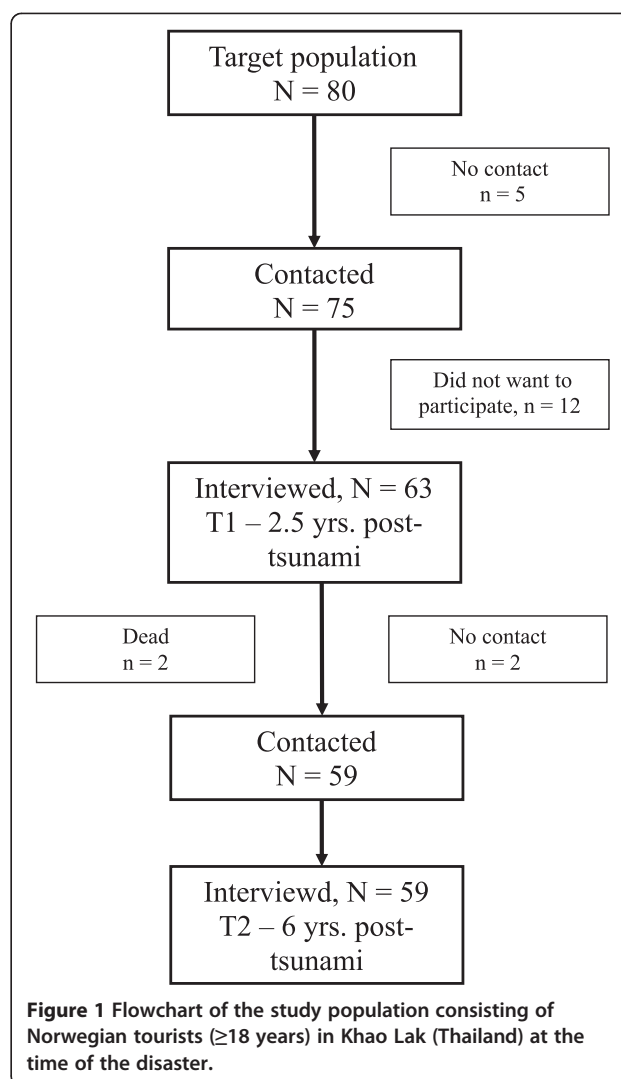 Target population
N = 80
No contact
n = 5
Contacted
N = 75
Did not want to
participate, n = 12
Interviewed, N = 63
T1 – 2.5 yrs. post-
tsunami
Dead
n = 2
No contact
n = 2
Contacted
N = 59
Interviewd, N = 59
T2 – 6 yrs. post-
tsunami
Figure 1 Flowchart of the study population consisting of
Norwegian tourists (≥18 years) in Khao Lak (Thailand) at the
time of the disaster.